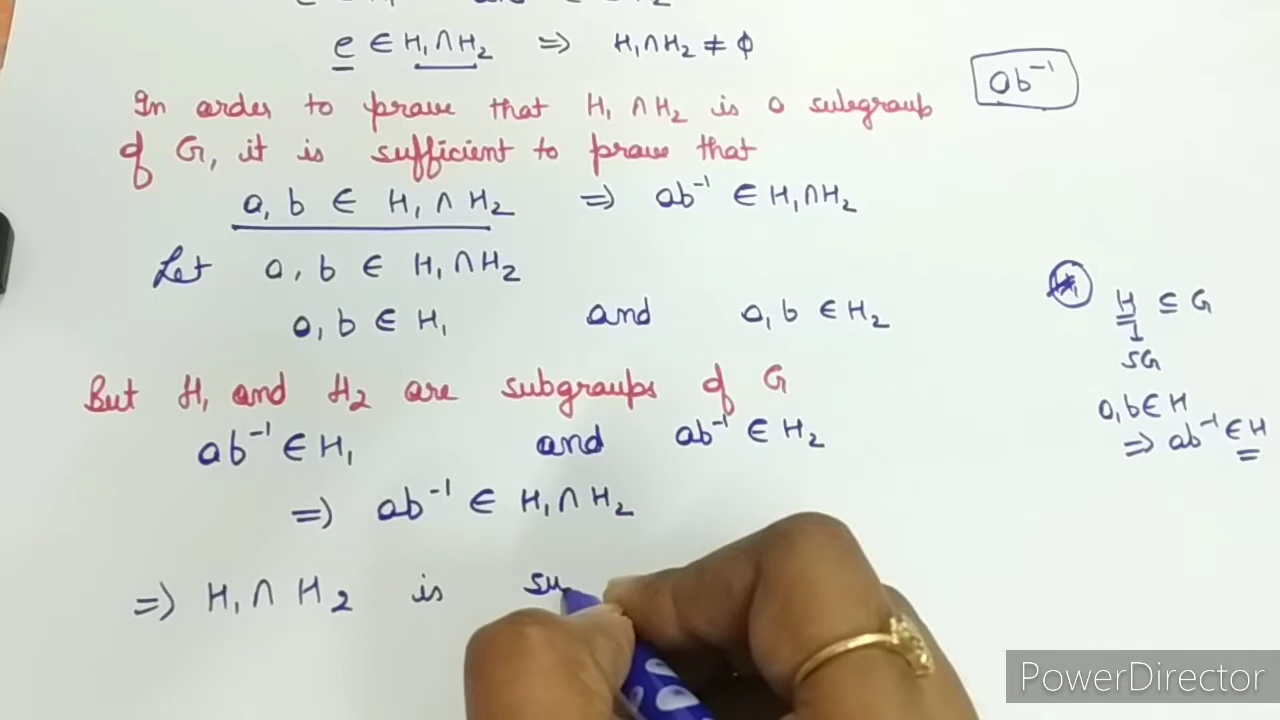 e ∈ H₁∩H₂ ⇒ H₁∩H₂ ≠ ϕ
ab⁻¹
In order to prove that H₁ ∩ H₂ is a subgroup
of G, it is sufficient to prove that
a, b ∈ H₁ ∩ H₂ ⇒ ab⁻¹ ∈ H₁∩H₂
Let a, b ∈ H₁∩H₂
a, b ∈ H₁ and a, b ∈ H₂
But H₁ and H₂ are subgroups of G
ab⁻¹ ∈ H₁ and ab⁻¹ ∈ H₂
⇒ ab⁻¹ ∈ H₁∩H₂
⇒ H₁∩ H₂ is su
H ⊆ G
SG
a,b∈ H
⇒ ab⁻¹ ∈ H
PowerDirector